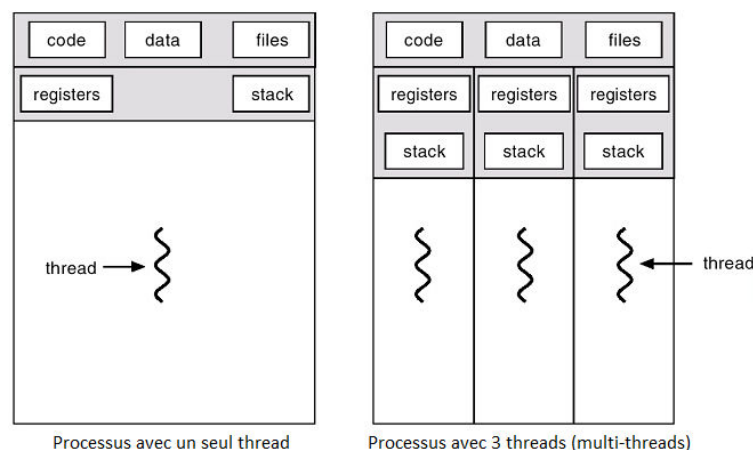 code data files
registers stack
thread
Processus avec un seul thread
code data files
registers registers registers
stack stack stack
thread
Processus avec 3 threads (multi-threads)